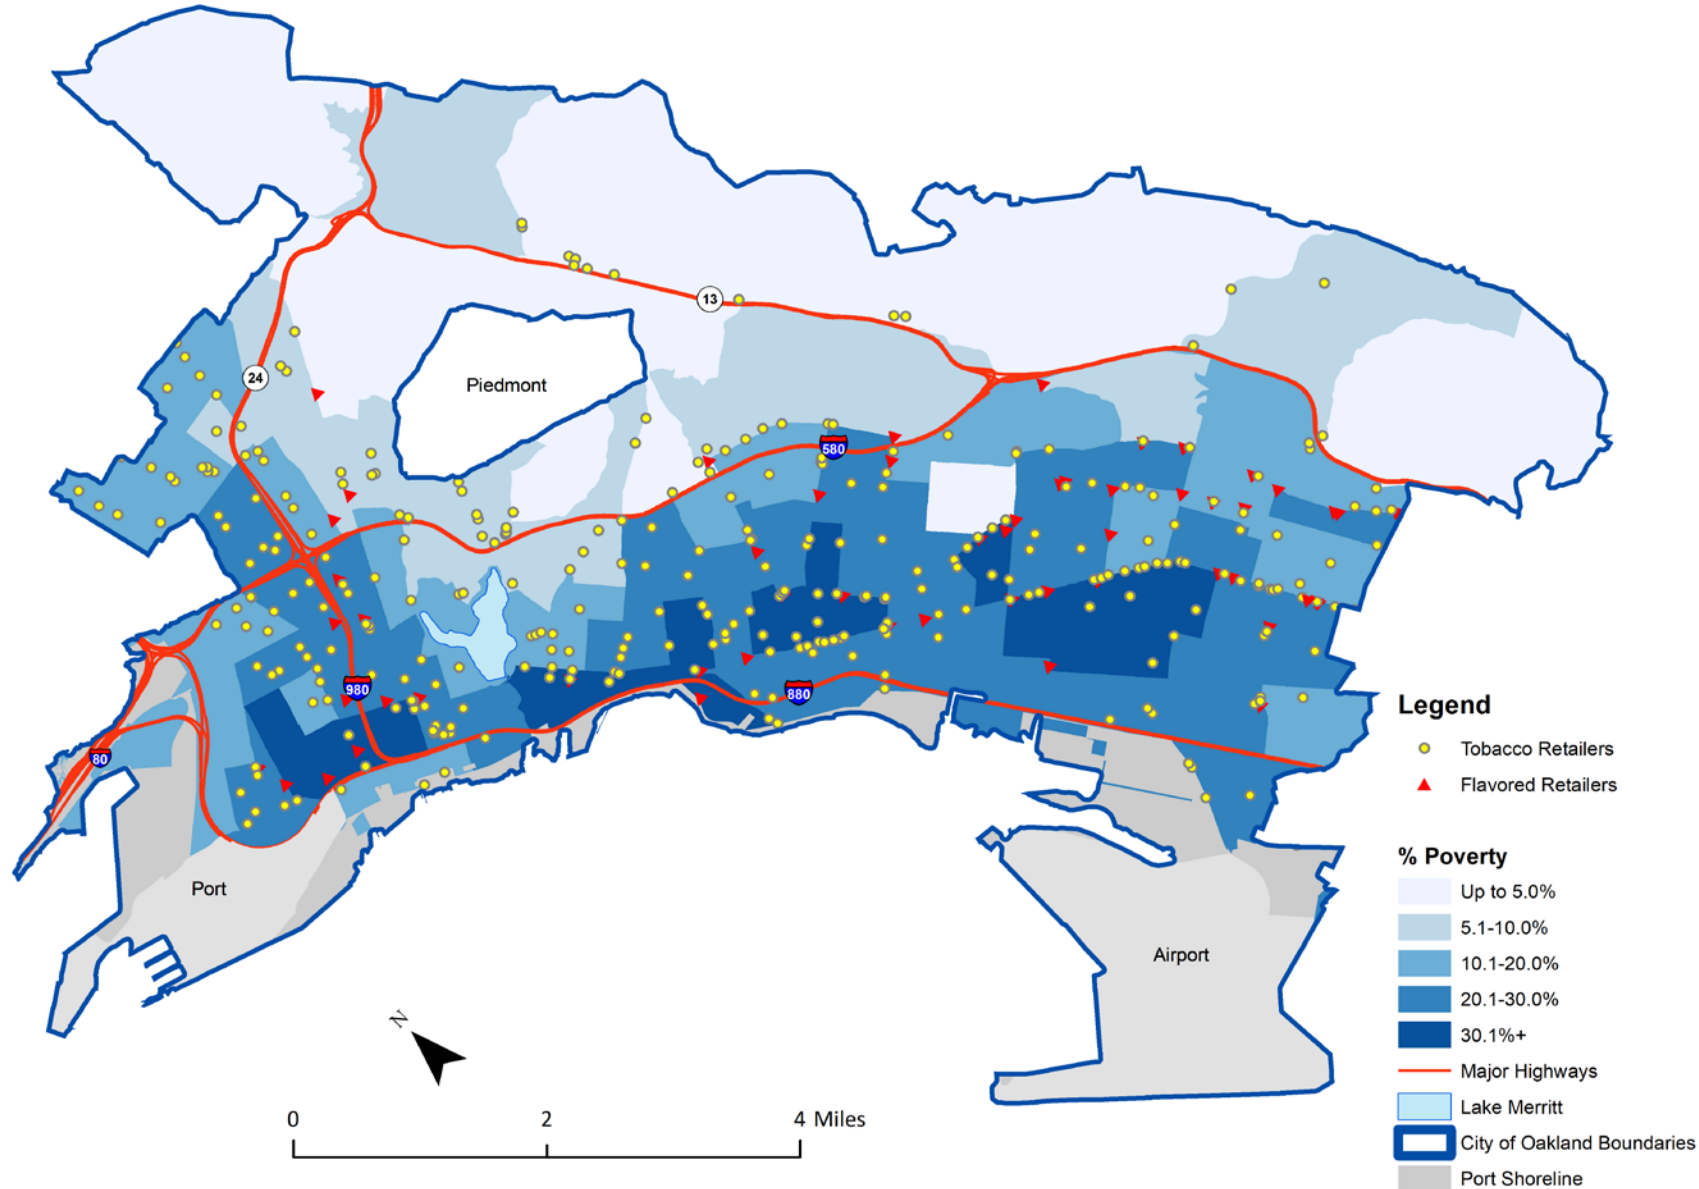 13
24
Piedmont
580
980
880
80
Port
Airport
N
0 2 4 Miles
Legend
Tobacco Retailers
Flavored Retailers
% Poverty
Up to 5.0%
5.1-10.0%
10.1-20.0%
20.1-30.0%
30.1%+
Major Highways
Lake Merritt
City of Oakland Boundaries
Port Shoreline